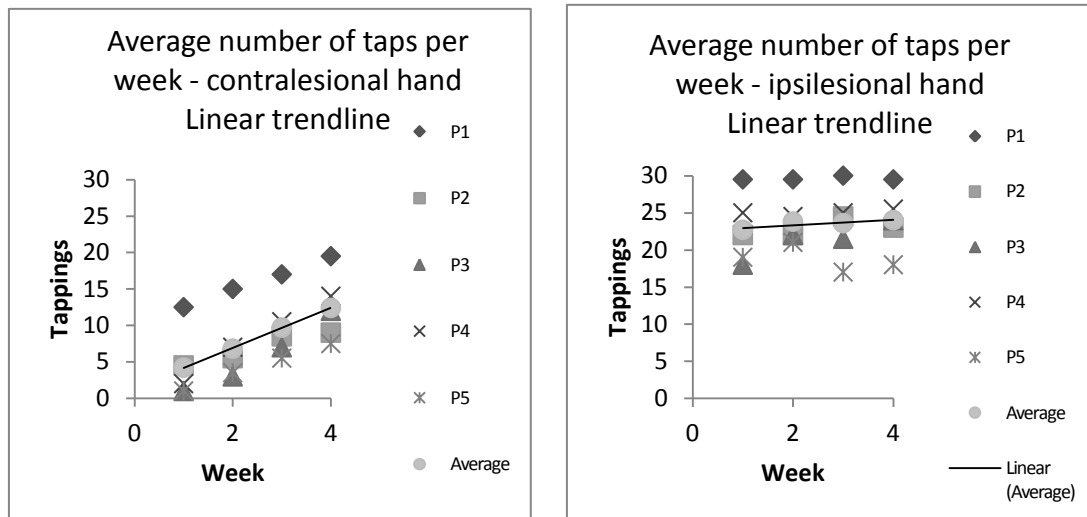 Average number of taps per
week - contralesional hand
Linear trendline
P1
P2
P3
P4
P5
Average
Tappings
30
25
20
15
10
5
0
0 2 4
Week
Average number of taps per
week - ipsilesional hand
Linear trendline
P1
P2
P3
P4
P5
Average
Linear
(Average)
Tappings
30
25
20
15
10
5
0
0 2 4
Week